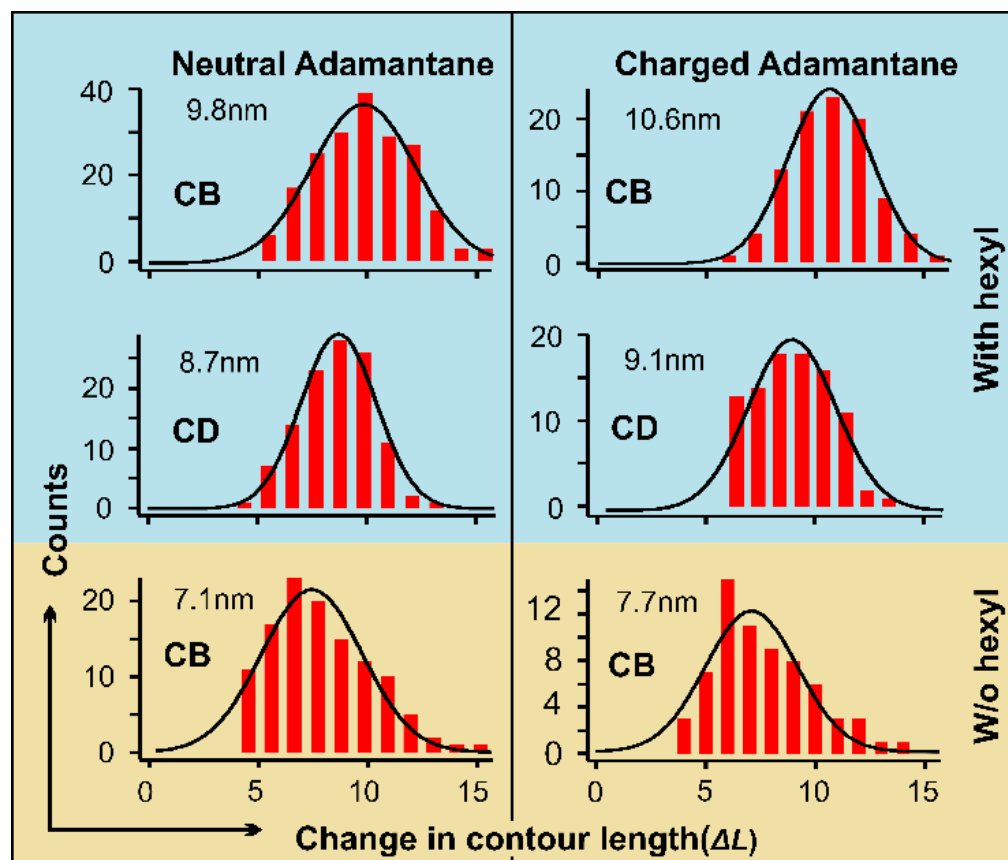 Neutral Adamantane
Charged Adamantane
40
20
0
9.8nm
CB
20
10
0
10.6nm
CB
With hexyl
20
10
0
8.7nm
CD
20
10
0
9.1nm
CD
Counts
20
10
0
7.1nm
CB
12
8
4
0
7.7nm
CB
W/o hexyl
0 5 10 15
0 5 10 15
Change in contour length(ΔL)